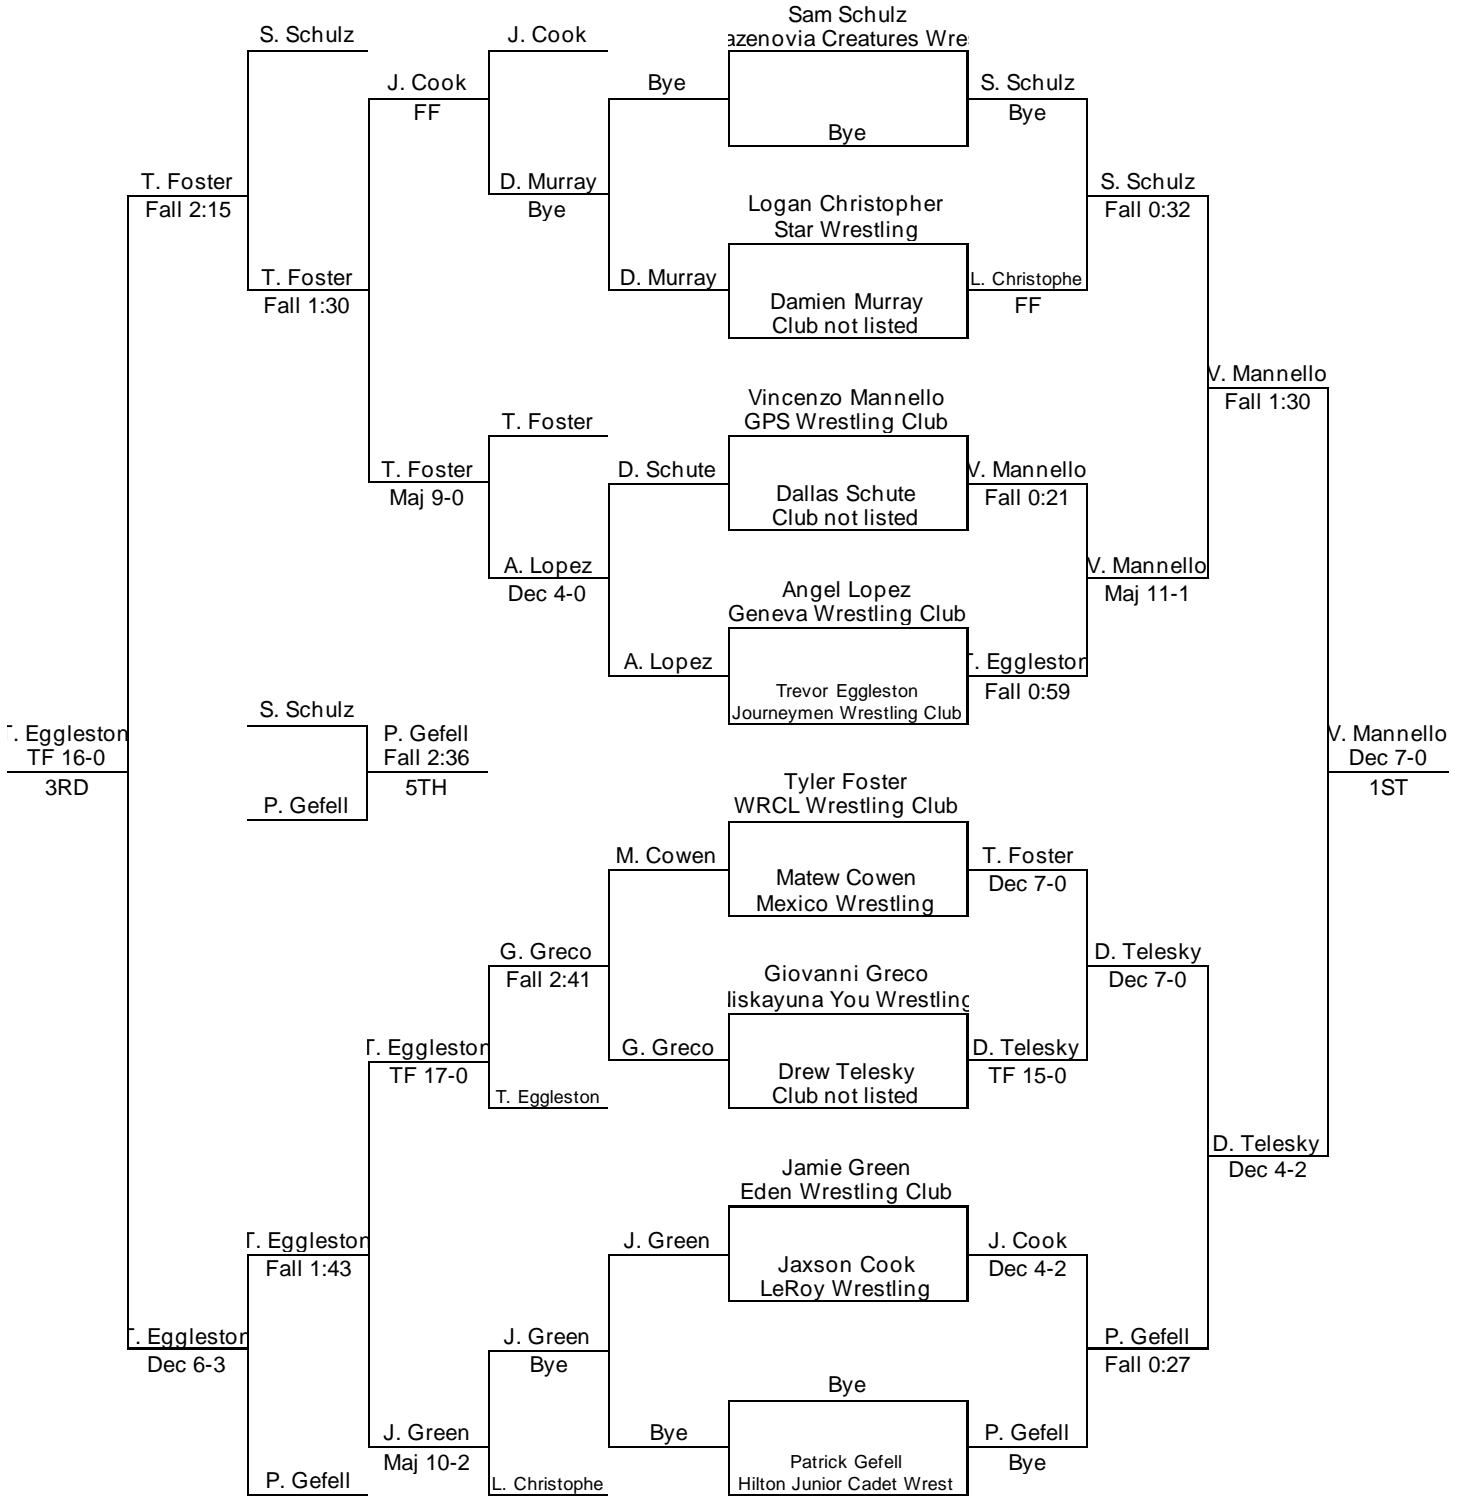 Sam Schulz
azenovia Creatures Wre
S. Schulz
J. Cook
J. Cook
FF
Bye
Bye
S. Schulz
Bye
T. Foster
Fall 2:15
D. Murray
Bye
Logan Christopher
Star Wrestling
S. Schulz
Fall 0:32
T. Foster
Fall 1:30
D. Murray
Damien Murray
Club not listed
L. Christophe
FF
Vincenzo Mannello
GPS Wrestling Club
V. Mannello
Fall 1:30
T. Foster
T. Foster
Maj 9-0
D. Schute
Dallas Schute
Club not listed
V. Mannello
Fall 0:21
A. Lopez
Dec 4-0
Angel Lopez
Geneva Wrestling Club
V. Mannello
Maj 11-1
A. Lopez
Trevor Eggleston
Journeymen Wrestling Club
T. Eggleston
Fall 0:59
S. Schulz
T. Eggleston
TF 16-0
3RD
P. Gefell
Fall 2:36
5TH
P. Gefell
V. Mannello
Dec 7-0
1ST
Tyler Foster
WRCL Wrestling Club
M. Cowen
Matew Cowen
Mexico Wrestling
T. Foster
Dec 7-0
G. Greco
Fall 2:41
Giovanni Greco
liskayuna You Wrestling
D. Telesky
Dec 7-0
T. Eggleston
TF 17-0
G. Greco
Drew Telesky
Club not listed
D. Telesky
TF 15-0
T. Eggleston
Jamie Green
Eden Wrestling Club
D. Telesky
Dec 4-2
T. Eggleston
Fall 1:43
J. Green
Jaxson Cook
LeRoy Wrestling
J. Cook
Dec 4-2
T. Eggleston
Dec 6-3
J. Green
Bye
P. Gefell
Fall 0:27
Bye
J. Green
Maj 10-2
Bye
Patrick Gefell
Hilton Junior Cadet Wrest
P. Gefell
Bye
P. Gefell
L. Christophe